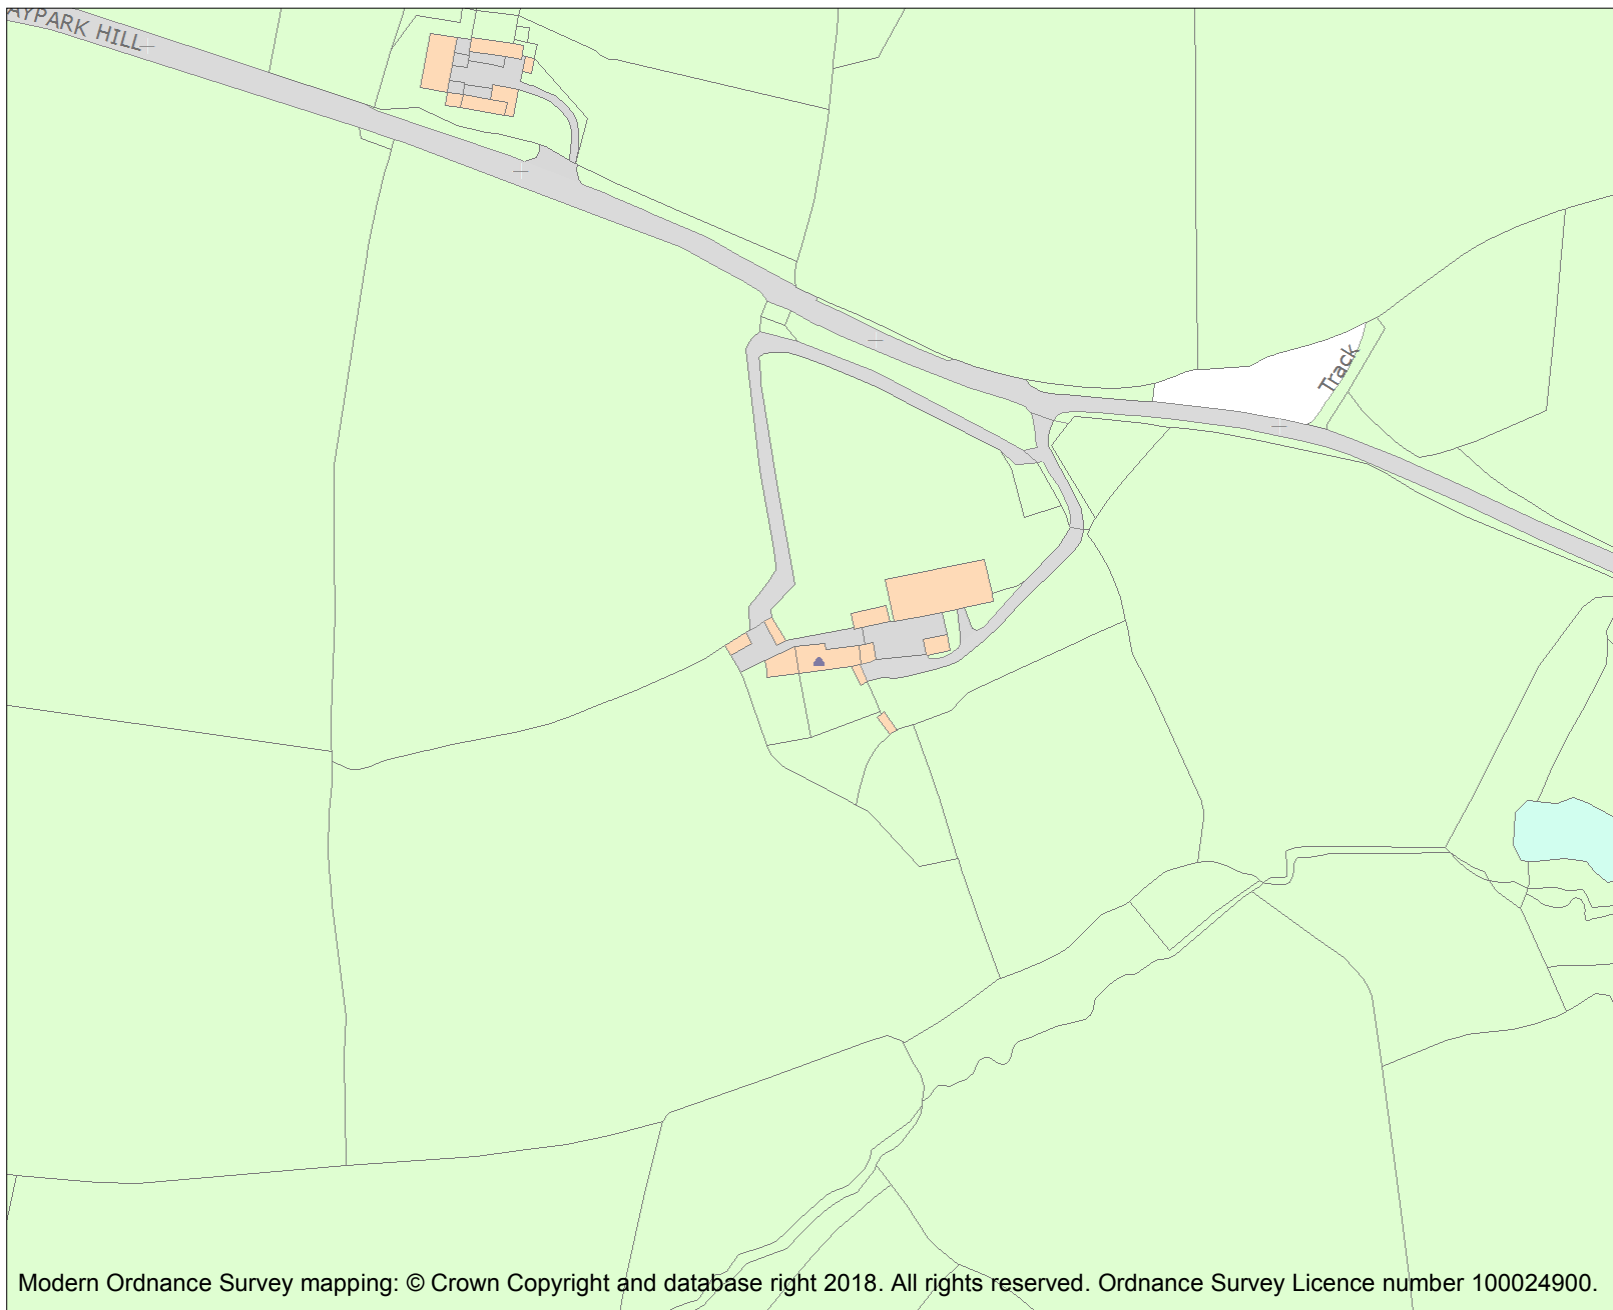 AYPARK HILL
Track
Modern Ordnance Survey mapping: © Crown Copyright and database right 2018. All rights reserved. Ordnance Survey Licence number 100024900.